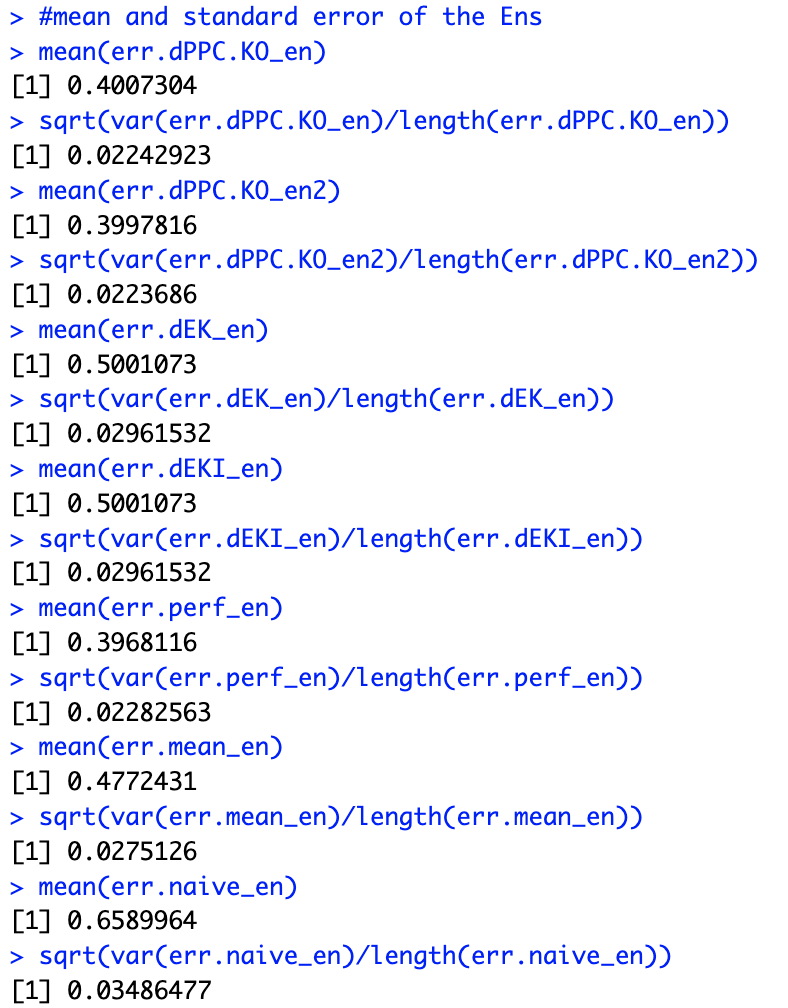 > #mean and standard error of the Ens
> mean(err.dPPC.KO_en)
[1] 0.4007304
> sqrt(var(err.dPPC.KO_en)/length(err.dPPC.KO_en))
[1] 0.02242923
> mean(err.dPPC.KO_en2)
[1] 0.3997816
> sqrt(var(err.dPPC.KO_en2)/length(err.dPPC.KO_en2))
[1] 0.0223686
> mean(err.dEK_en)
[1] 0.5001073
> sqrt(var(err.dEK_en)/length(err.dEK_en))
[1] 0.02961532
> mean(err.dEKI_en)
[1] 0.5001073
> sqrt(var(err.dEKI_en)/length(err.dEKI_en))
[1] 0.02961532
> mean(err.perf_en)
[1] 0.3968116
> sqrt(var(err.perf_en)/length(err.perf_en))
[1] 0.02282563
> mean(err.mean_en)
[1] 0.4772431
> sqrt(var(err.mean_en)/length(err.mean_en))
[1] 0.0275126
> mean(err.naive_en)
[1] 0.6589964
> sqrt(var(err.naive_en)/length(err.naive_en))
[1] 0.03486477